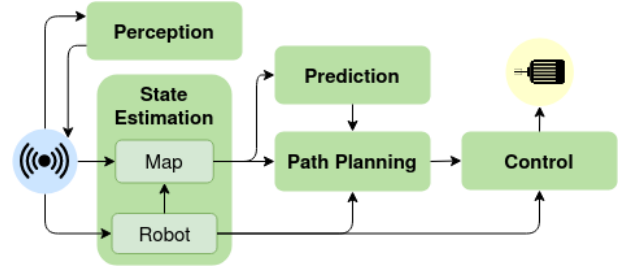 Perception
State
Estimation
Map
Robot
Prediction
Path Planning
Control